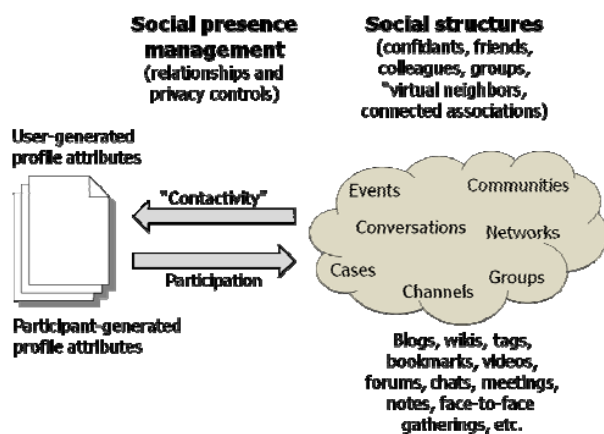 Social presence
management
(relationships and
privacy controls)
Social structures
(confidants, friends,
colleagues, groups,
"virtual neighbors,
connected associations)
User-generated
profile attributes
"Contactivity"
Participation
Participant-generated
profile attributes
Events
Communities
Conversations
Networks
Cases
Groups
Channels
Blogs, wikis, tags,
bookmarks, videos,
forums, chats, meetings,
notes, face-to-face
gatherings, etc.